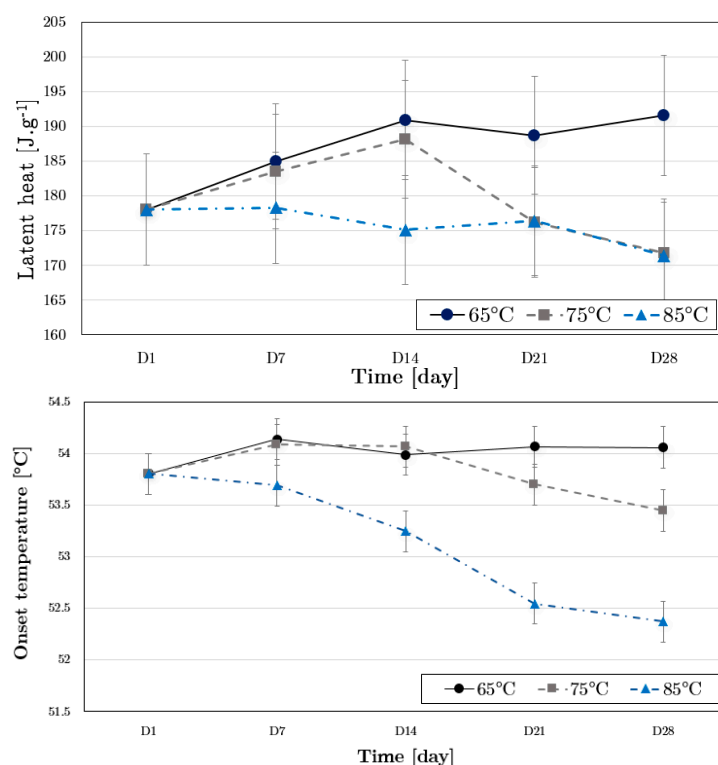 205
200
195
190
185
180
175
170
165
160
Latent heat [J.g⁻¹]
65°C 75°C 85°C
D1 D7 D14 D21 D28
Time [day]
54.5
54
53.5
53
52.5
52
51.5
Onset temperature [°C]
65°C 75°C 85°C
D1 D7 D14 D21 D28
Time [day]